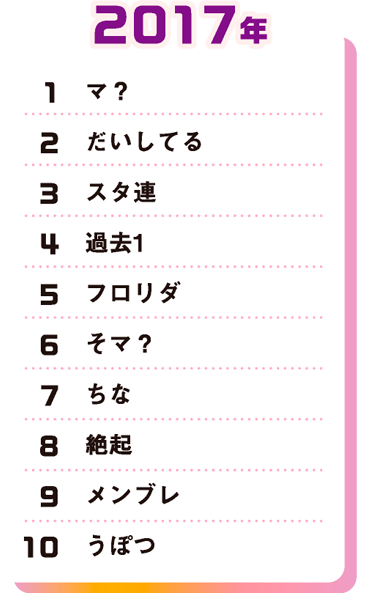 2017年
1 マ？
2 だいしてる
3 スタ連
4 過去1
5 フロリダ
6 そマ？
7 ちな
8 絶起
9 メンブレ
10 うぽつ